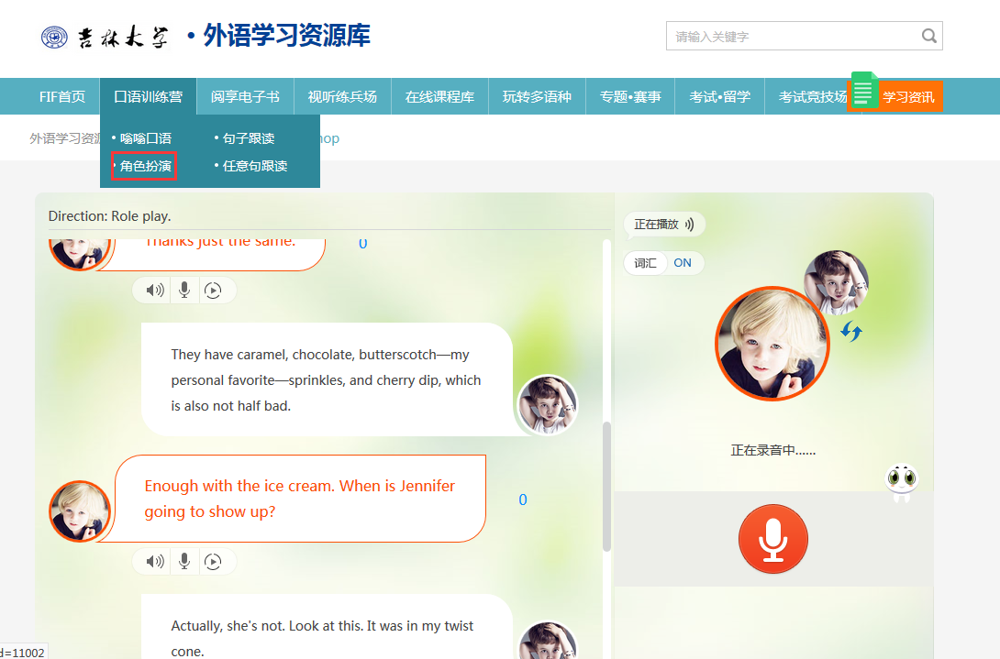 吉林大学
•外语学习资源库
请输入关键字
FIF首页
口语训练营
阅享电子书
视听练兵场
在线课程库
玩转多语种
专题•赛事
考试•留学
考试竞技场
学习资讯
外语学习资源
hop
• 嗡嗡口语
• 句子跟读
• 角色扮演
• 任意句跟读
Direction: Role play.
Thanks just the same.
0
They have caramel, chocolate, butterscotch—my
personal favorite—sprinkles, and cherry dip, which
is also not half bad.
Enough with the ice cream. When is Jennifer
going to show up?
0
Actually, she's not. Look at this. It was in my twist
cone.
正在播放
词汇
ON
正在录音中......
d=11002